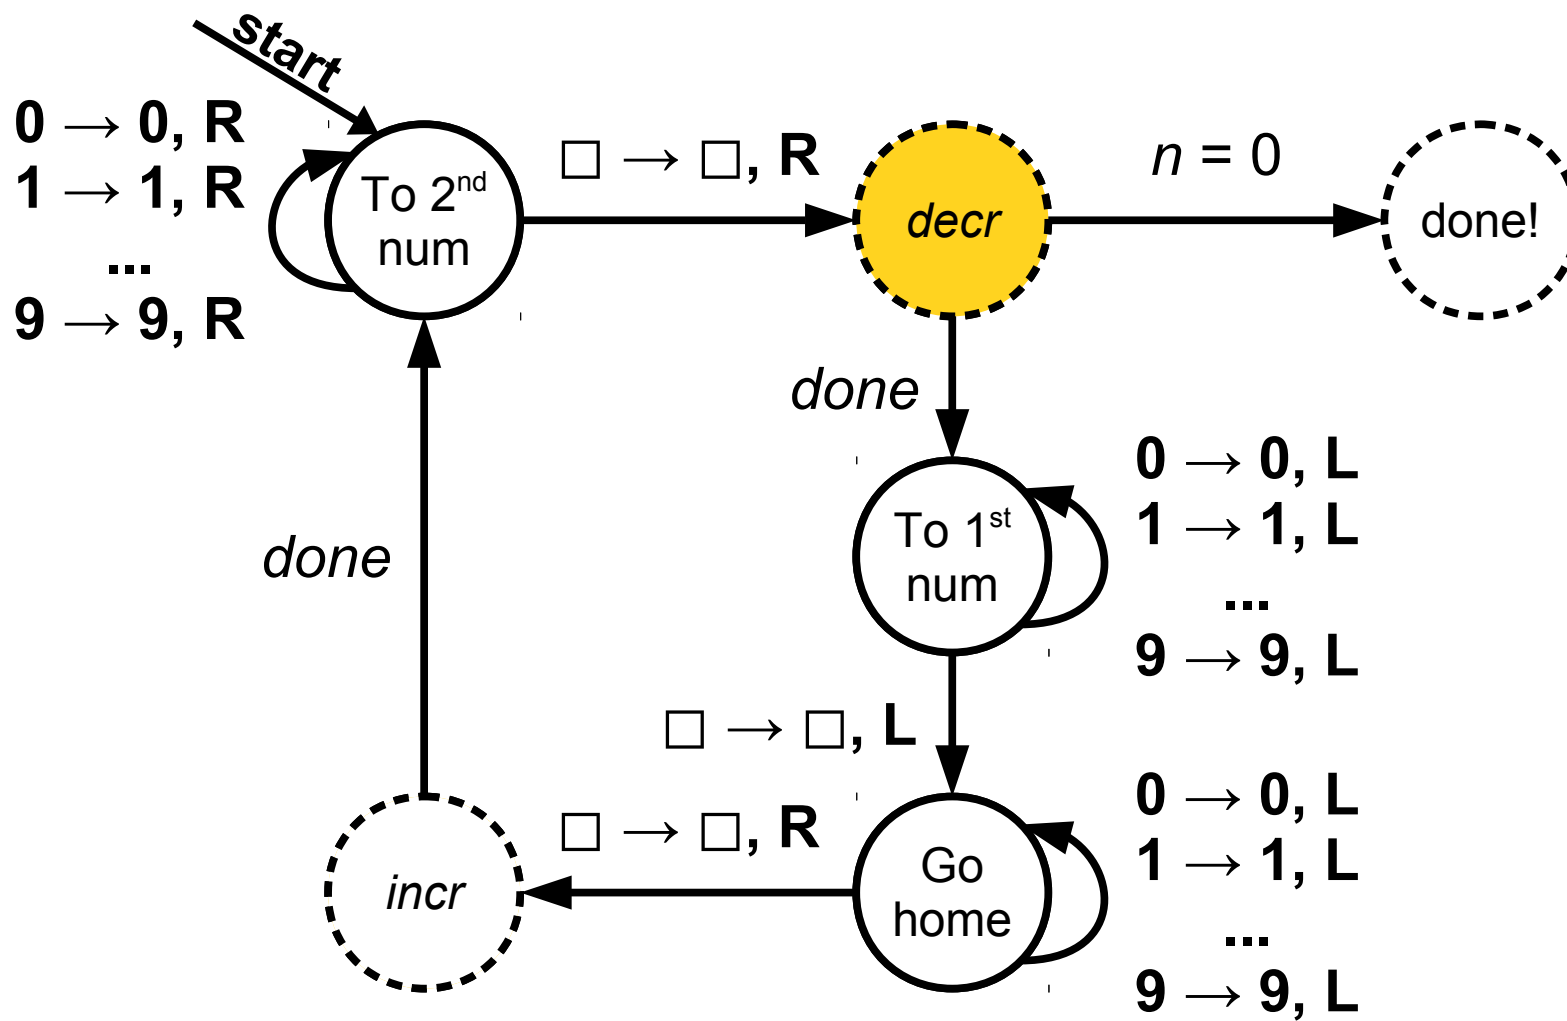 start
0 → 0, R
1 → 1, R
...
9 → 9, R
To 2nd
num
□ → □, R
decr
n = 0
done!
done
To 1st
num
0 → 0, L
1 → 1, L
...
9 → 9, L
done
□ → □, L
Go
home
0 → 0, L
1 → 1, L
...
9 → 9, L
□ → □, R
incr